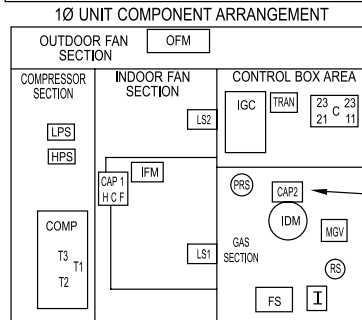 1Ø UNIT COMPONENT ARRANGEMENT
OUTDOOR FAN
SECTION
OFM
COMPRESSOR
SECTION
LPS
HPS
COMP
T3
T1
T2
INDOOR FAN
SECTION
LS2
IFM
CAP 1
H C F
LS1
CONTROL BOX AREA
IGC
TRAN
23 C 23
21 11
PRS
CAP2
IDM
MGV
GAS
SECTION
RS
FS
I